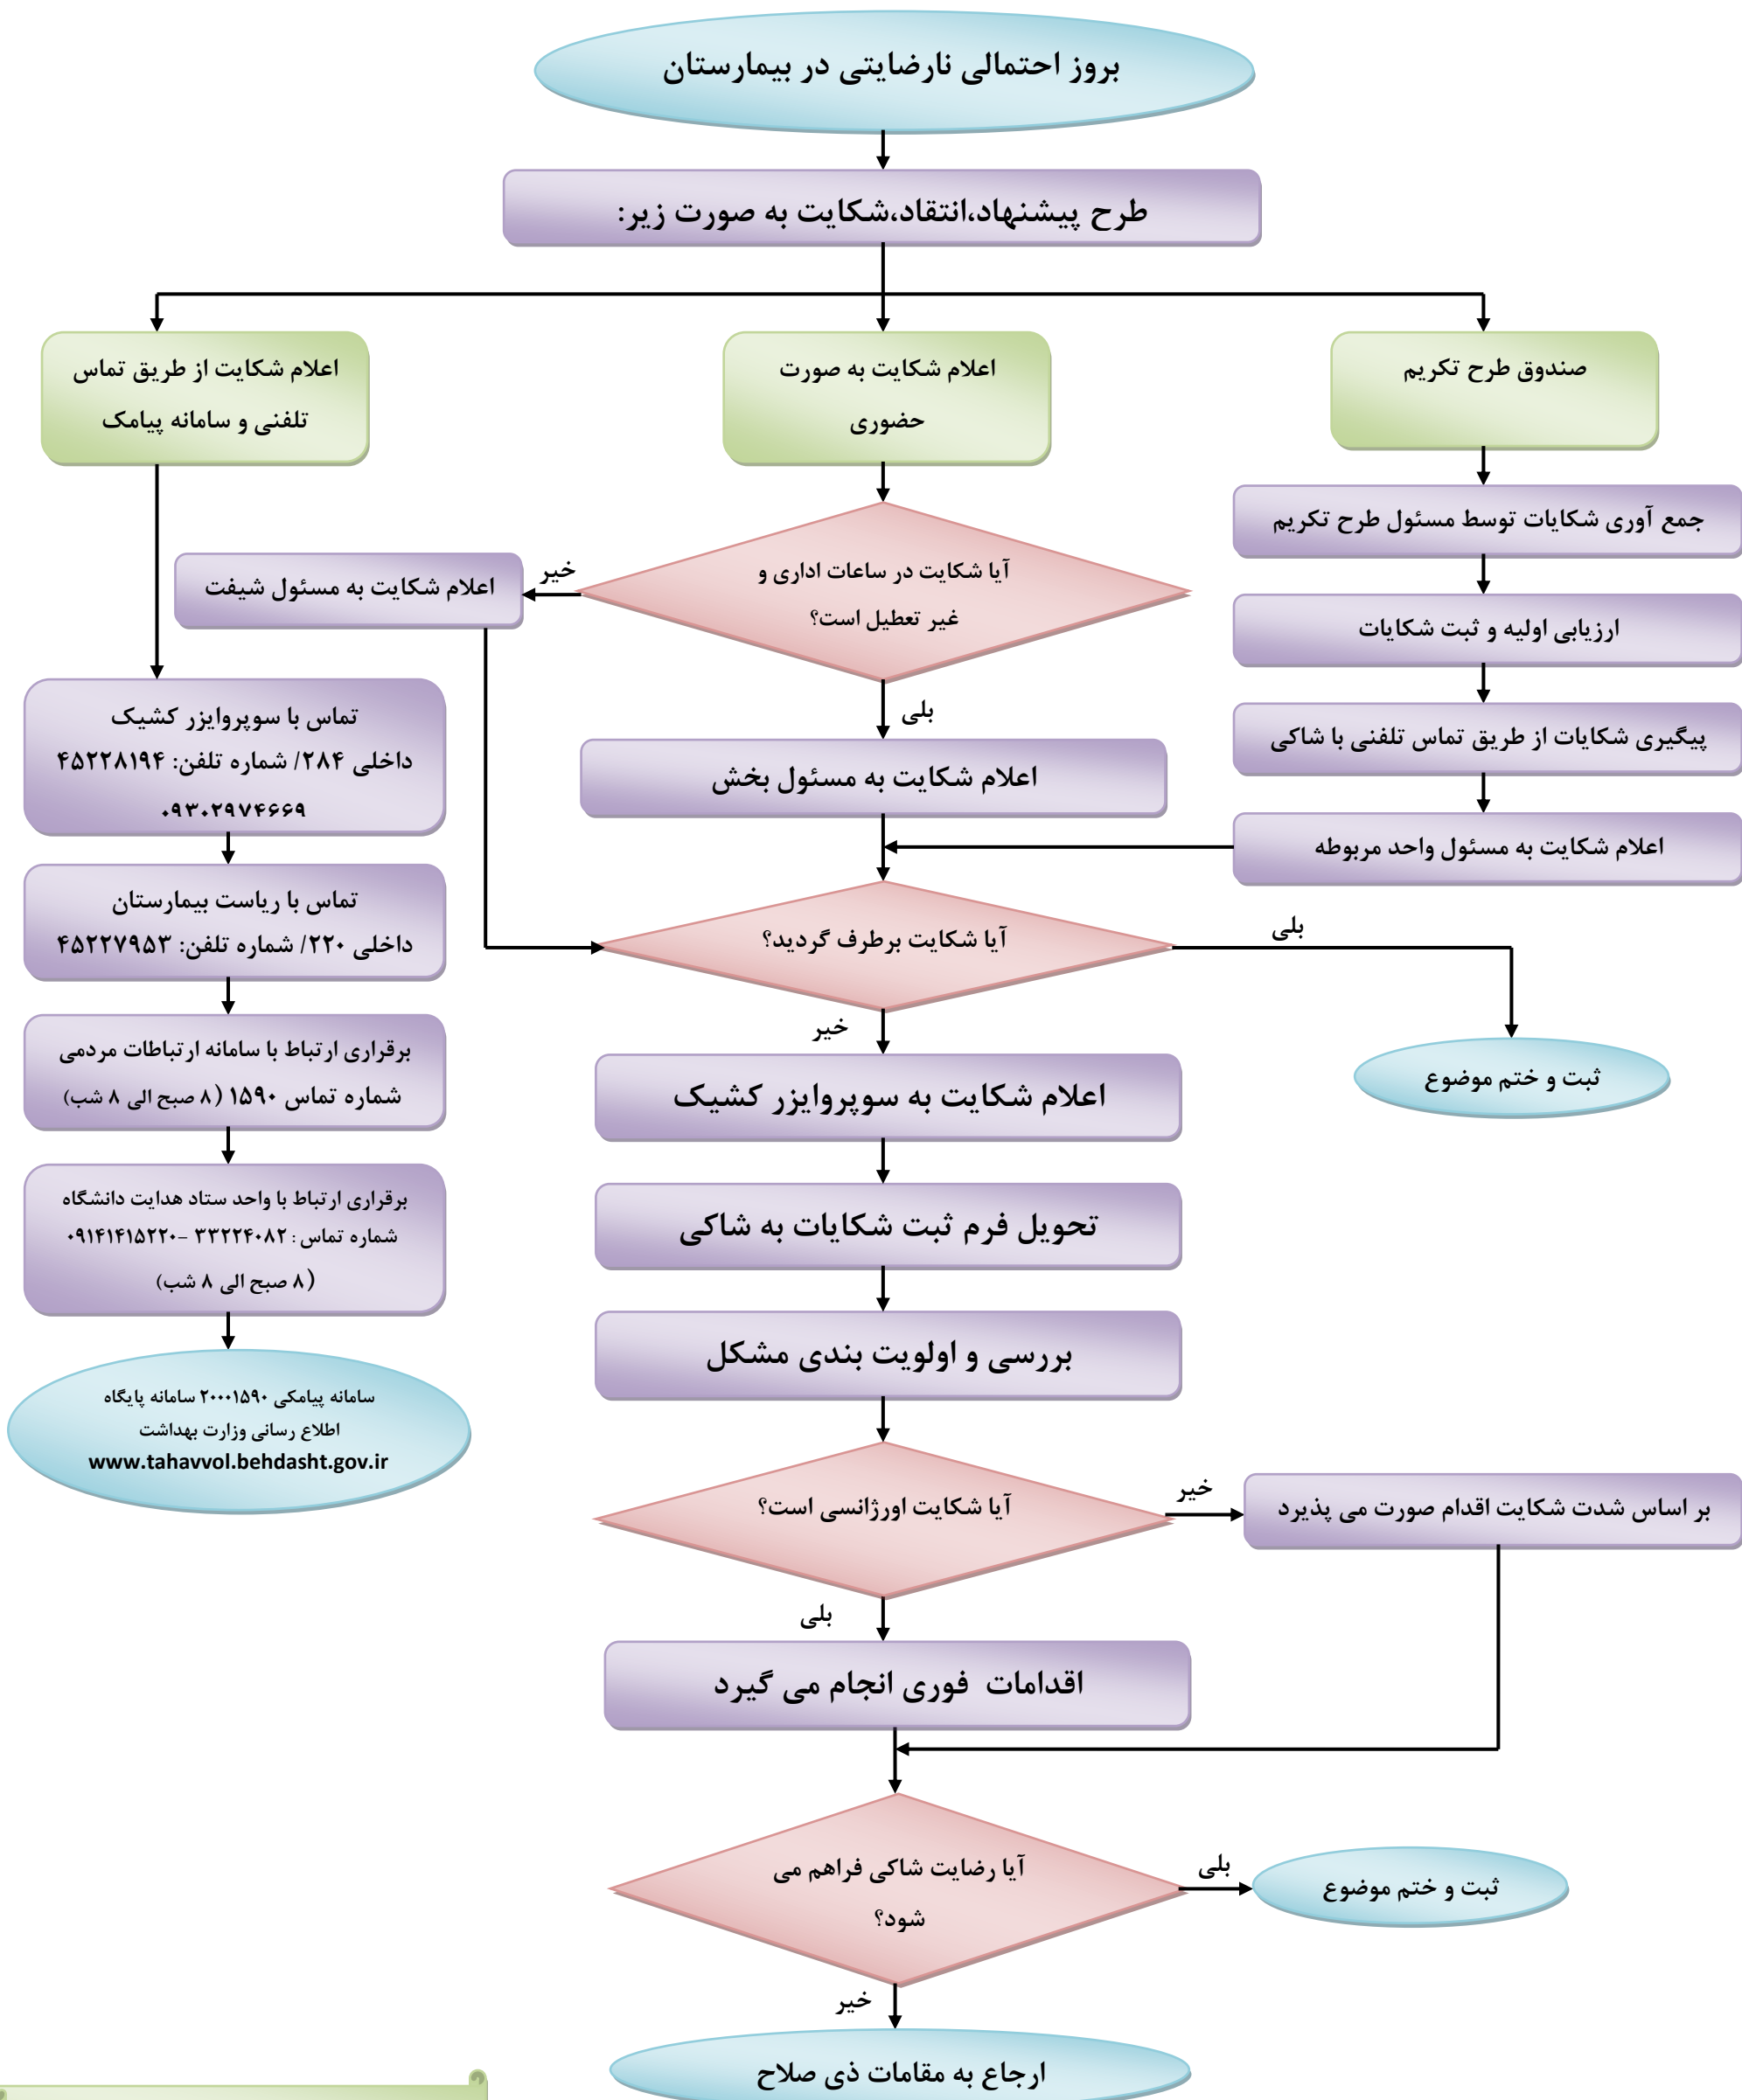 بروز احتمالی نارضایتی در بیمارستان
طرح پیشنهاد،انتقاد،شکایت به صورت زیر:
صندوق طرح تکریم
جمع آوری شکایات توسط مسئول طرح تکریم
ارزیابی اولیه و ثبت شکایات
پیگیری شکایات از طریق تماس تلفنی با شاکی
اعلام شکایت به مسئول واحد مربوطه
اعلام شکایت به صورت
حضوری
آیا شکایت در ساعات اداری و
غیر تعطیل است؟
خیر
اعلام شکایت به مسئول شیفت
بلی
اعلام شکایت به مسئول بخش
آیا شکایت برطرف گردید؟
بلی
ثبت و ختم موضوع
خیر
اعلام شکایت به سوپروایزر کشیک
تحویل فرم ثبت شکایات به شاکی
بررسی و اولویت بندی مشکل
آیا شکایت اورژانسی است؟
خیر
بر اساس شدت شکایت اقدام صورت می پذیرد
بلی
اقدامات فوری انجام می گیرد
آیا رضایت شاکی فراهم می
شود؟
بلی
ثبت و ختم موضوع
خیر
ارجاع به مقامات ذی صلاح
اعلام شکایت از طریق تماس
تلفنی و سامانه پیامک
تماس با سوپروایزر کشیک
داخلی ۲۸۴/ شماره تلفن: ۴۵۲۲۸۱۹۴
۰۹۳۰۲۹۷۴۶۶۹
تماس با ریاست بیمارستان
داخلی ۲۲۰/ شماره تلفن: ۴۵۲۲۷۹۵۳
برقراری ارتباط با سامانه ارتباطات مردمی
شماره تماس ۱۵۹۰ (۸ صبح الی ۸ شب)
برقراری ارتباط با واحد ستاد هدایت دانشگاه
شماره تماس : ۳۳۲۲۴۰۸۲ -۰۹۱۴۱۴۱۵۲۲۰
(۸ صبح الی ۸ شب)
سامانه پیامکی ۲۰۰۰۱۵۹۰ سامانه پایگاه
اطلاع رسانی وزارت بهداشت
www.tahavvol.behdasht.gov.ir